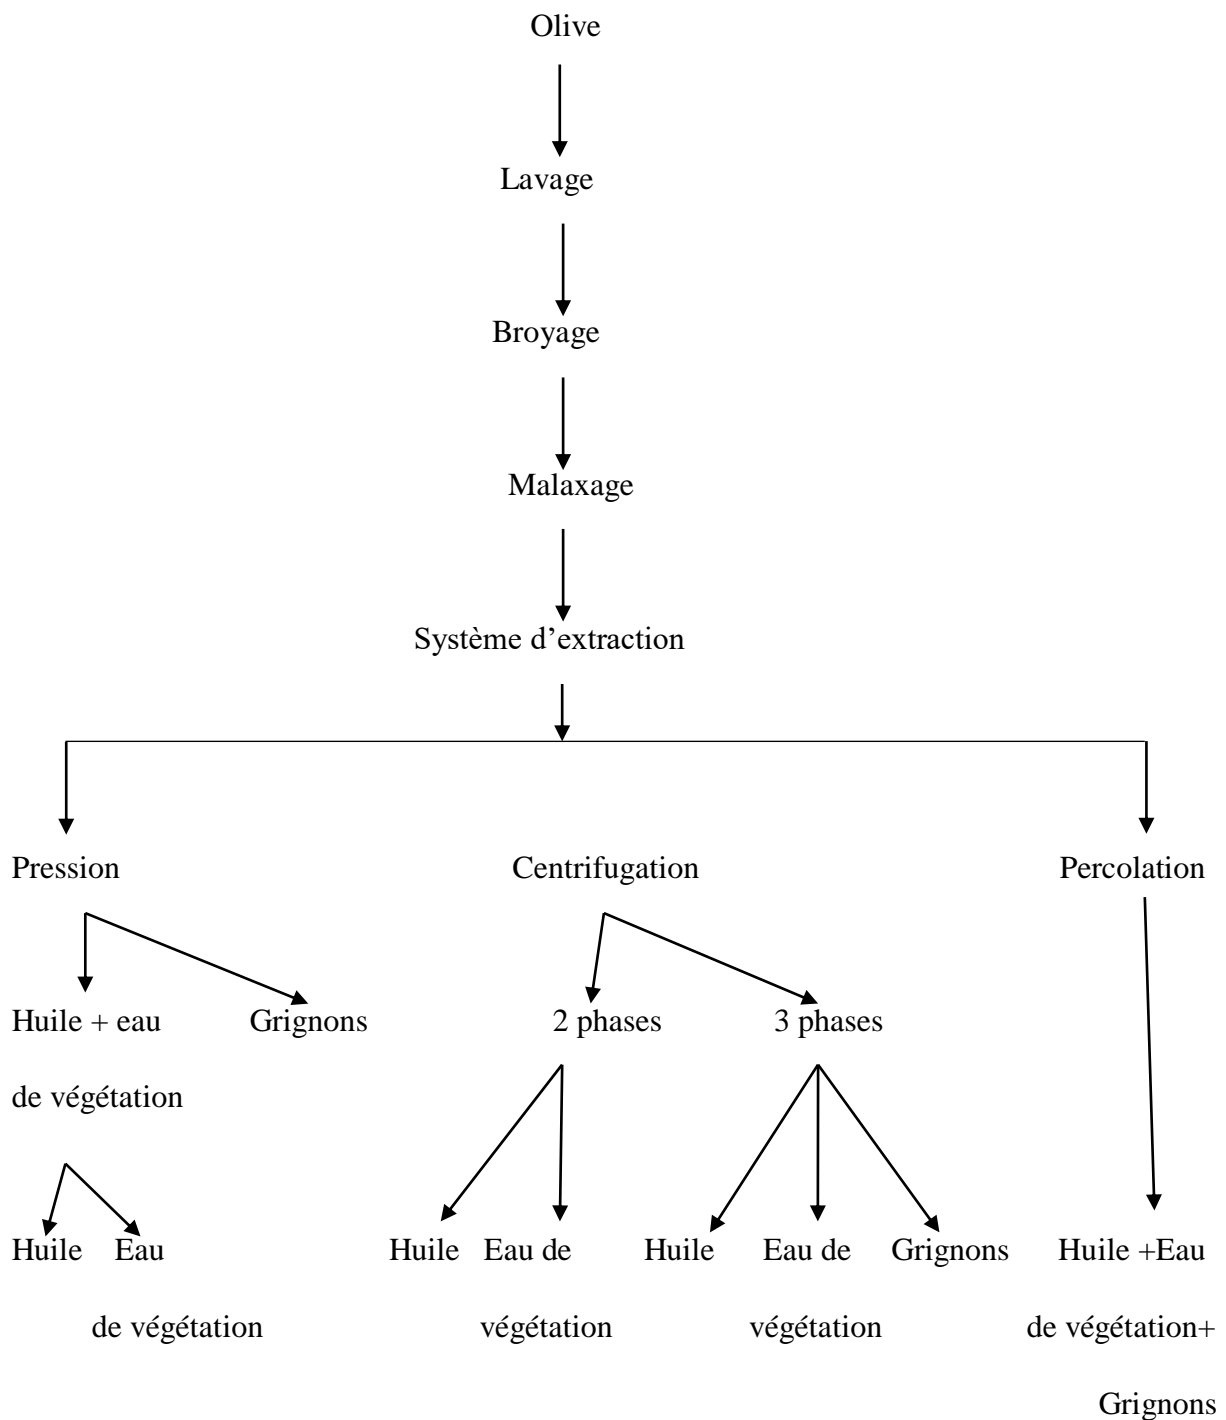 Olive
Lavage
Broyage
Malaxage
Système d’extraction
Pression Centrifugation Percolation
Huile + eau Grignons 2 phases 3 phases
de végétation
Huile Eau Huile Eau de Huile Eau de Grignons Huile +Eau
de végétation végétation végétation de végétation+
Grignons